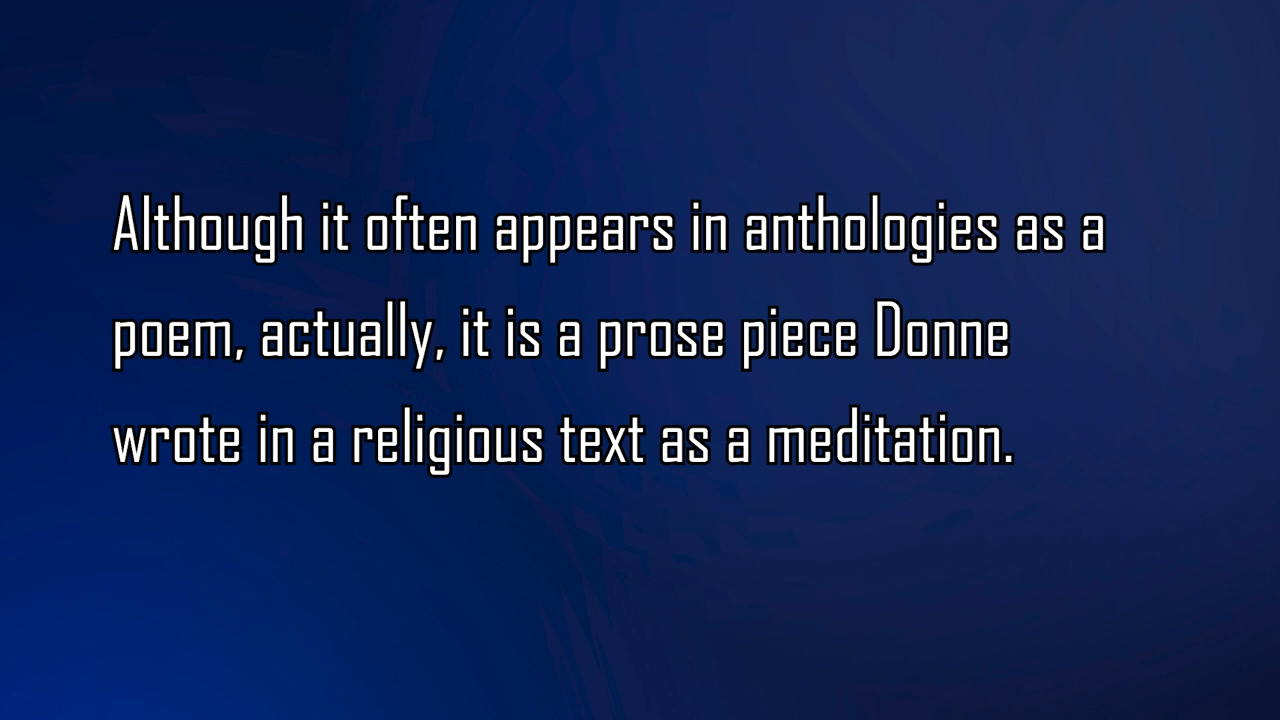 Although it often appears in anthologies as a
poem, actually, it is a prose piece Donne
wrote in a religious text as a meditation.